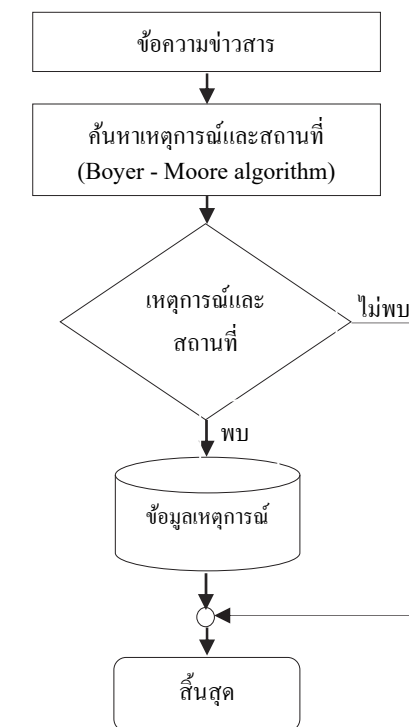 ข้อความข่าวสาร
ค้นหาเหตุการณ์และสถานที่
(Boyer - Moore algorithm)
เหตุการณ์และ
สถานที่
ไม่พบ
พบ
ข้อมูลเหตุการณ์
สิ้นสุด